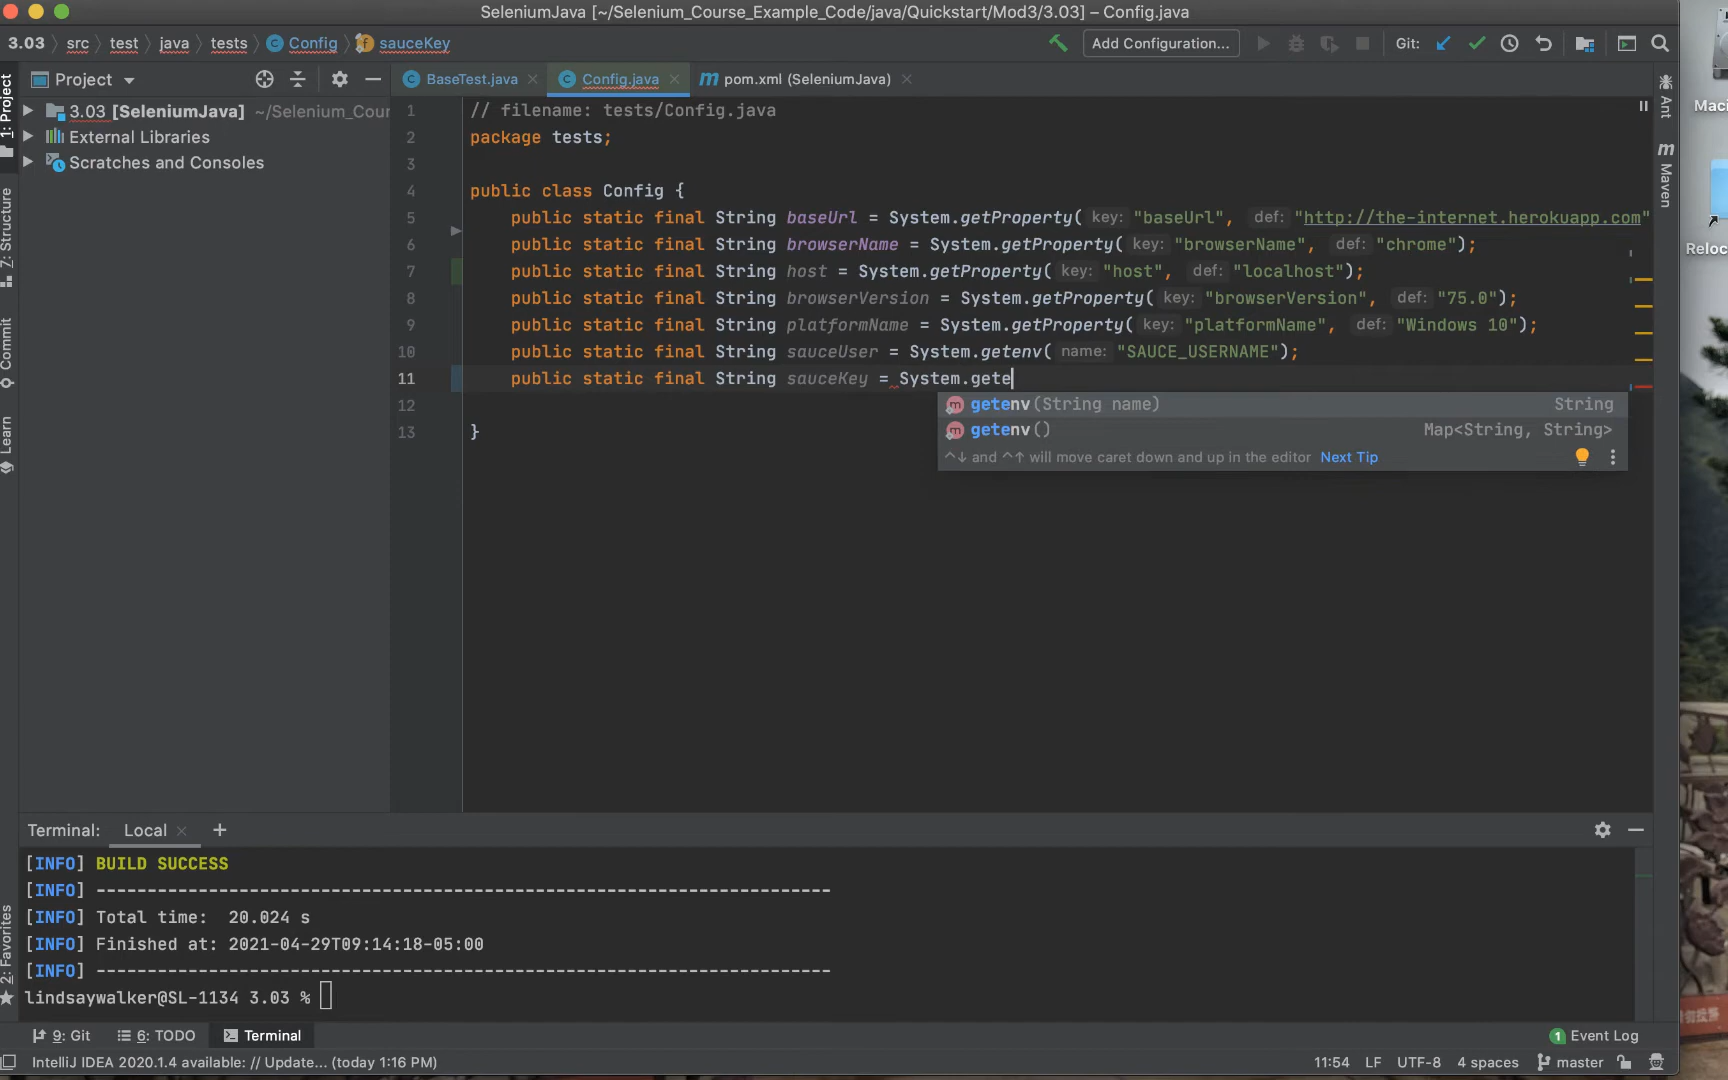 SeleniumJava [~/Selenium_Course_Example_Code/java/Quickstart/Mod3/3.03] – Config.java
3.03 src test java tests Config sauceKey Add Configuration... Git:
Project BaseTest.java Config.java pom.xml (SeleniumJava)
3.03 [SeleniumJava] ~/Selenium_Cour
External Libraries
Scratches and Consoles
1: Project
7: Structure
Commit
Learn
2: Favorites
1 // filename: tests/Config.java
2 package tests;
3
4 public class Config {
5 public static final String baseUrl = System.getProperty( key: "baseUrl", def: "http://the-internet.herokuapp.com"
6 public static final String browserName = System.getProperty( key: "browserName", def: "chrome");
7 public static final String host = System.getProperty( key: "host", def: "localhost");
8 public static final String browserVersion = System.getProperty( key: "browserVersion", def: "75.0");
9 public static final String platformName = System.getProperty( key: "platformName", def: "Windows 10");
10 public static final String sauceUser = System.getenv( name: "SAUCE_USERNAME");
11 public static final String sauceKey = System.gete
12
13 }
getenv(String name) String
getenv() Map<String, String>
^↓ and ^↑ will move caret down and up in the editor Next Tip
Ant
Maven
Maci
Reloc
Terminal: Local
[INFO] BUILD SUCCESS
[INFO] ------------------------------------------------------------------------
[INFO] Total time:  20.024 s
[INFO] Finished at: 2021-04-29T09:14:18-05:00
[INFO] ------------------------------------------------------------------------
lindsaywalker@SL-1134 3.03 %
9: Git 6: TODO Terminal 1 Event Log
IntelliJ IDEA 2020.1.4 available: // Update... (today 1:16 PM) 11:54 LF UTF-8 4 spaces master